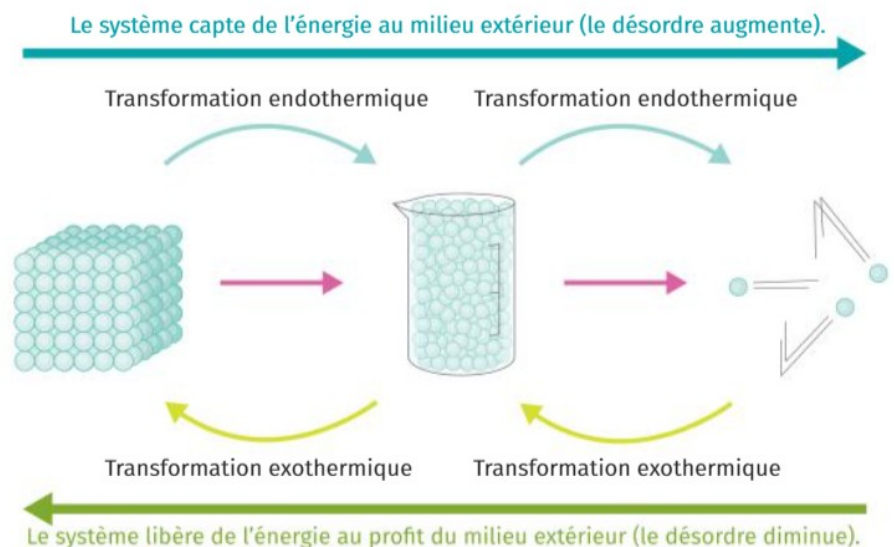 Le système capte de l'énergie au milieu extérieur (le désordre augmente).
Transformation endothermique
Transformation endothermique
Transformation exothermique
Transformation exothermique
Le système libère de l'énergie au profit du milieu extérieur (le désordre diminue).